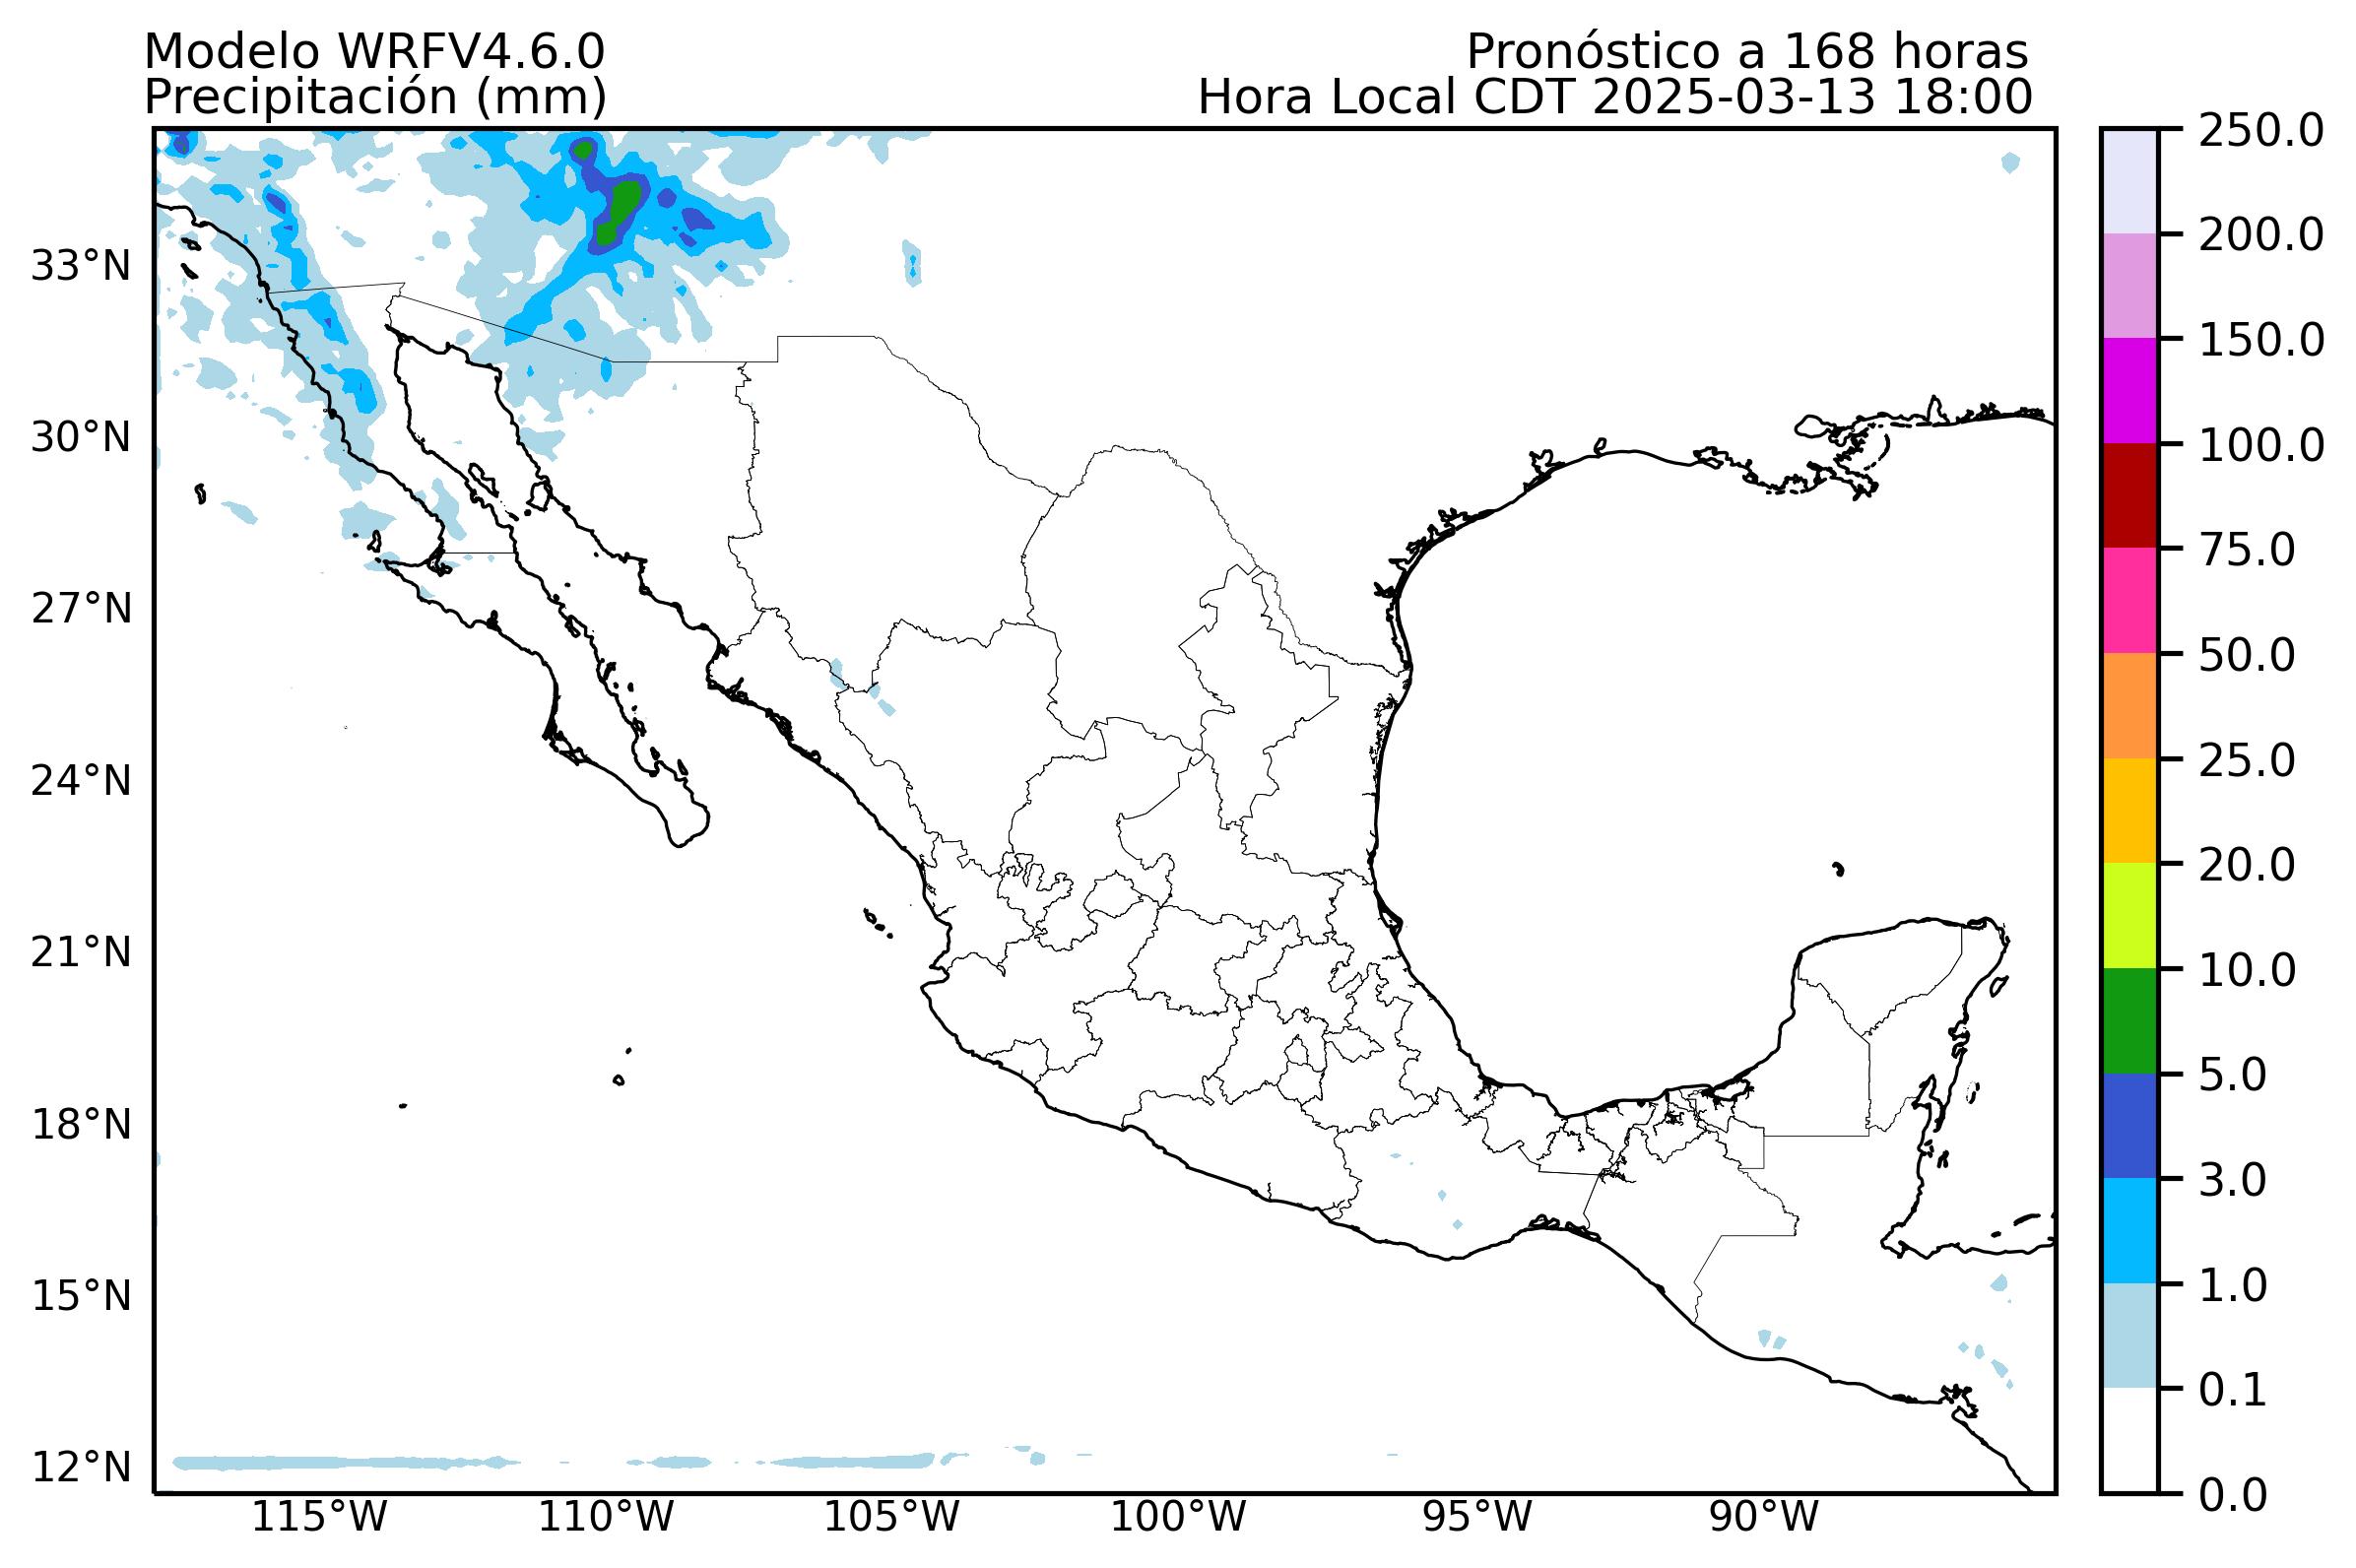 Modelo WRFV4.6.0
Precipitación (mm)
Pronóstico a 168 horas
Hora Local CDT 2025-03-13 18:00
33°N
30°N
27°N
24°N
21°N
18°N
15°N
12°N
115°W
110°W
105°W
100°W
95°W
90°W
250.0
200.0
150.0
100.0
75.0
50.0
25.0
20.0
10.0
5.0
3.0
1.0
0.1
0.0